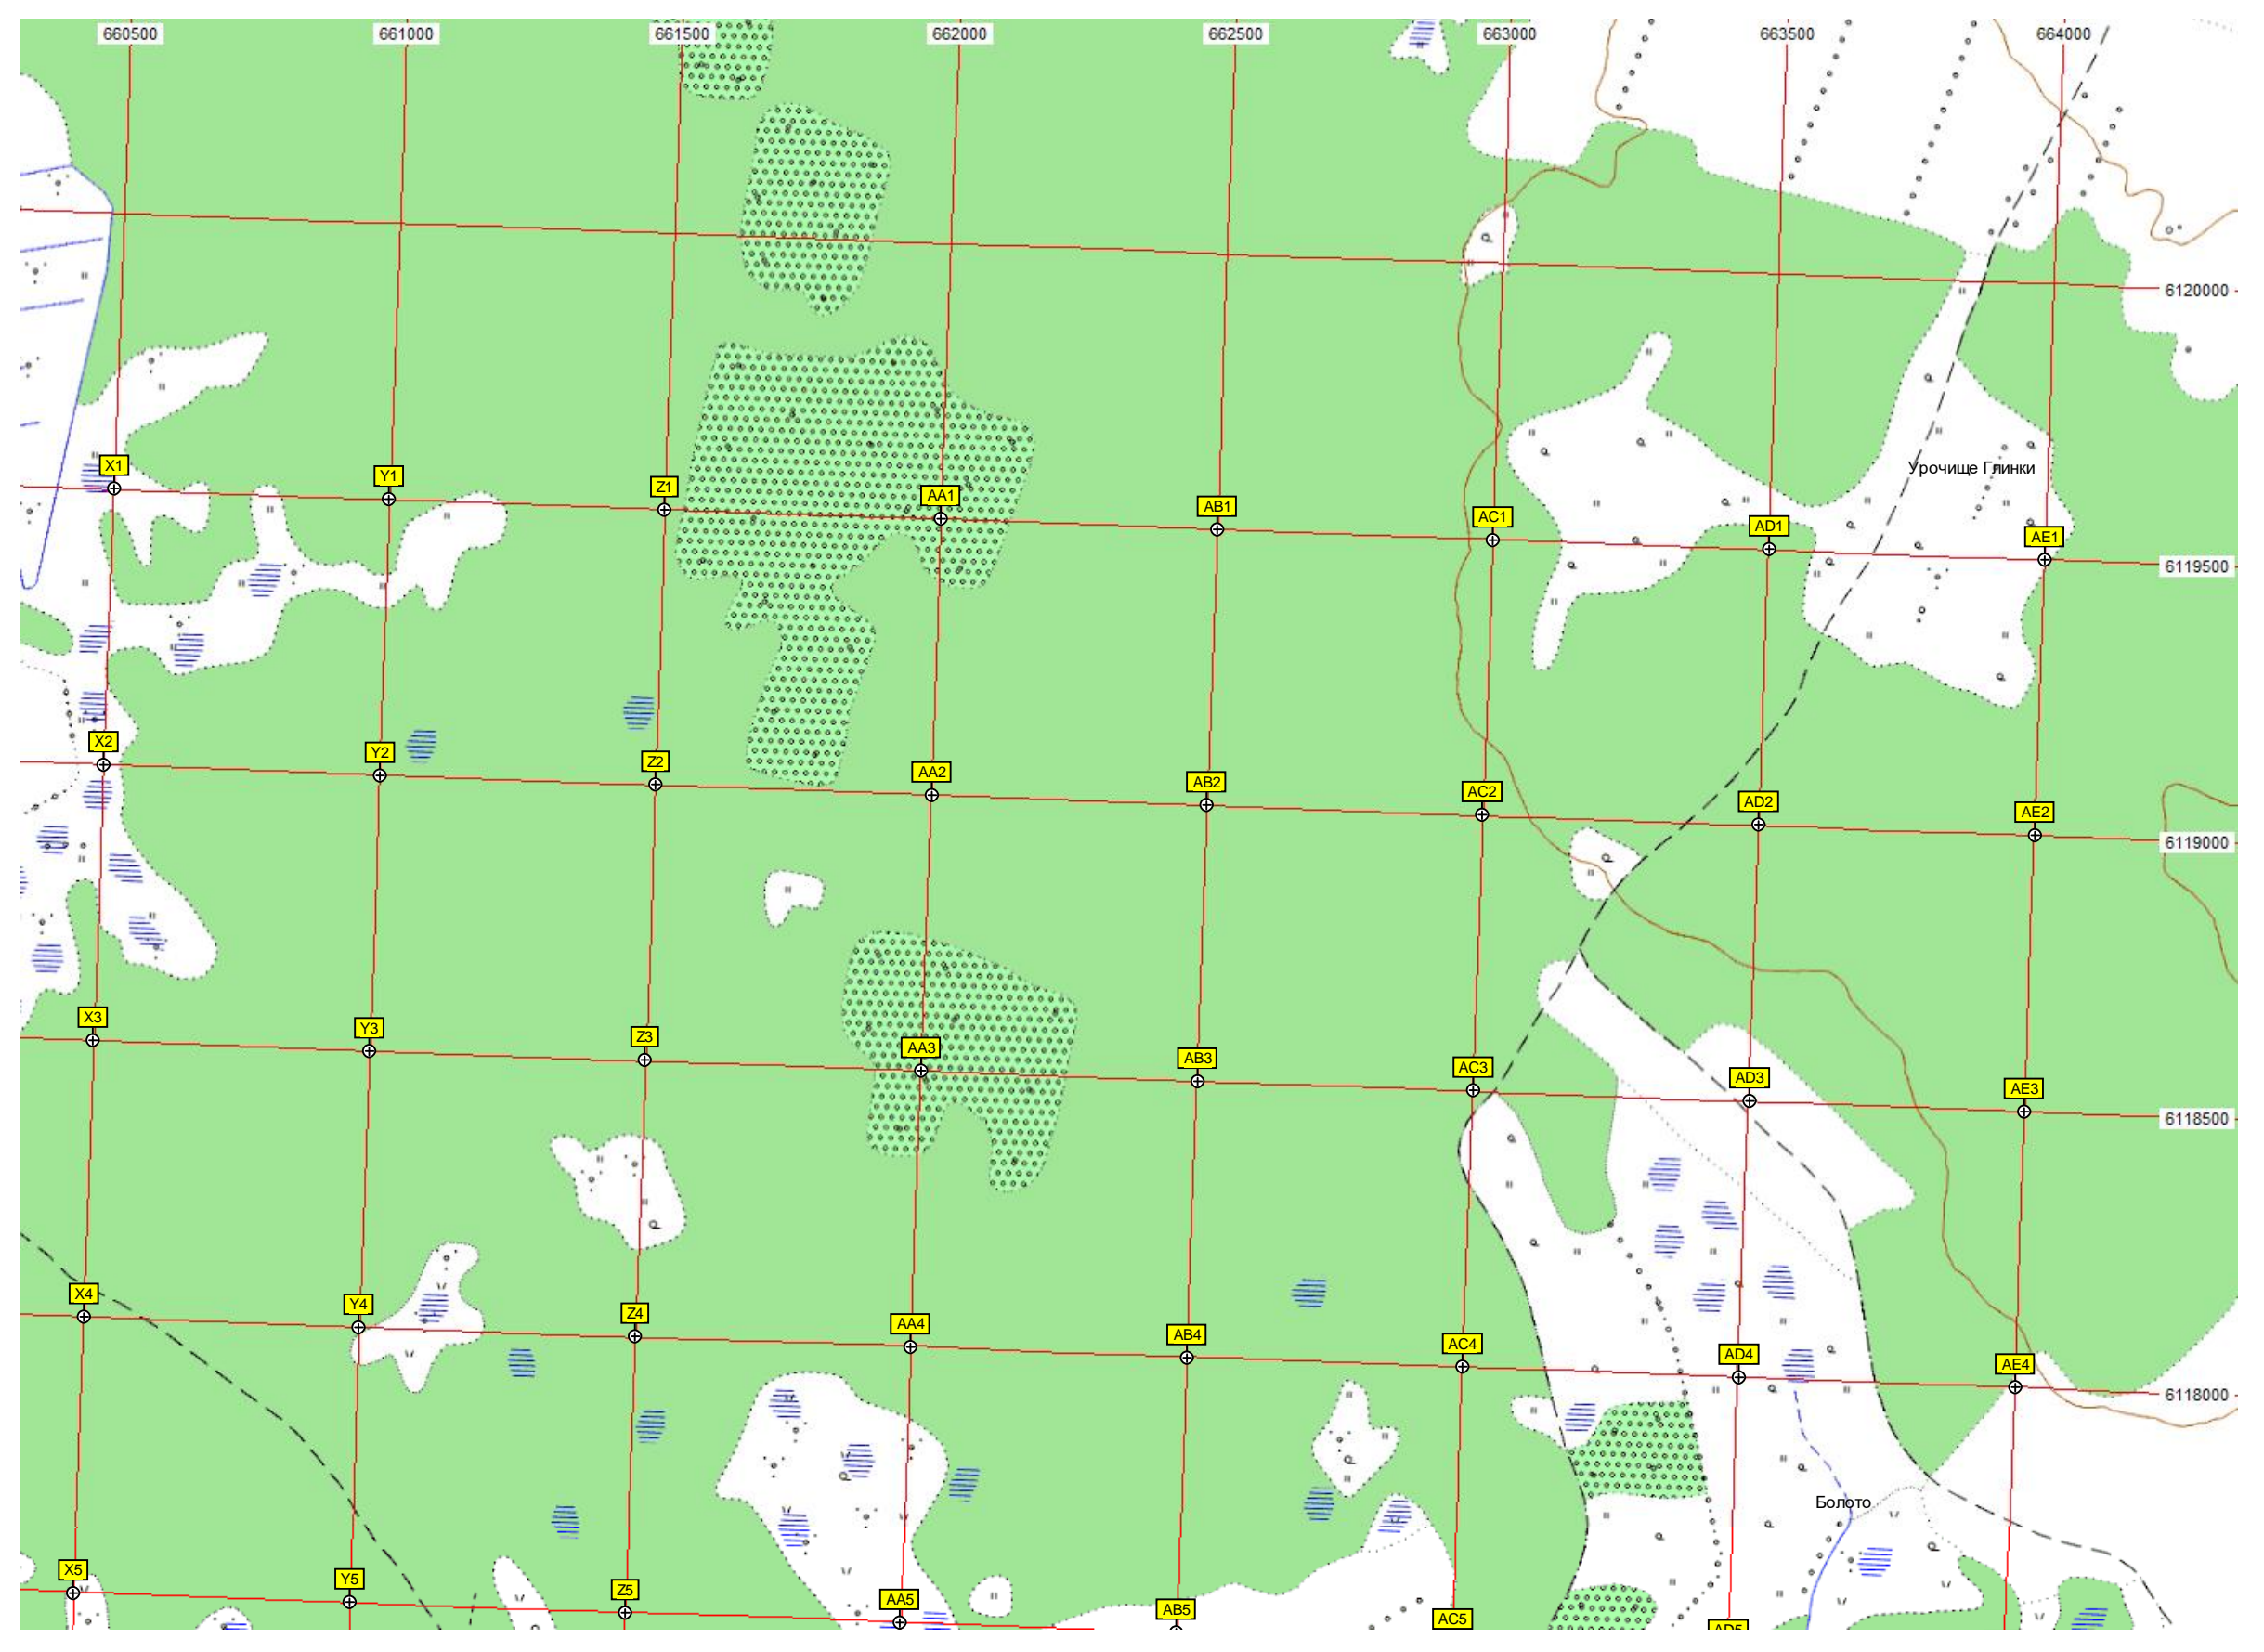 660500 661000 661500 662000 662500 663000 663500 664000
6120000
X1 Y1 Z1 AA1 AB1 AC1 AD1 AE1
Урочище Глинки
6119500
X2 Y2 Z2 AA2 AB2 AC2 AD2 AE2
6119000
X3 Y3 Z3 AA3 AB3 AC3 AD3 AE3
6118500
X4 Y4 Z4 AA4 AB4 AC4 AD4 AE4
6118000
Болото
X5 Y5 Z5 AA5 AB5 AC5 AD5